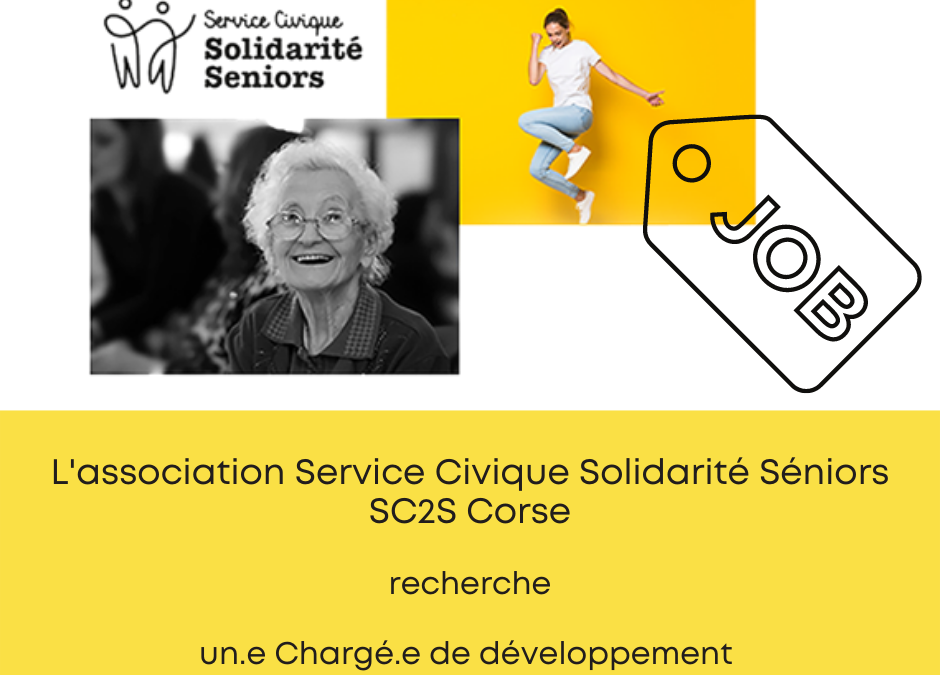 Service Civique
Solidarité
Seniors
JOB
L'association Service Civique Solidarité Séniors
SC2S Corse
recherche
un.e Chargé.e de développement